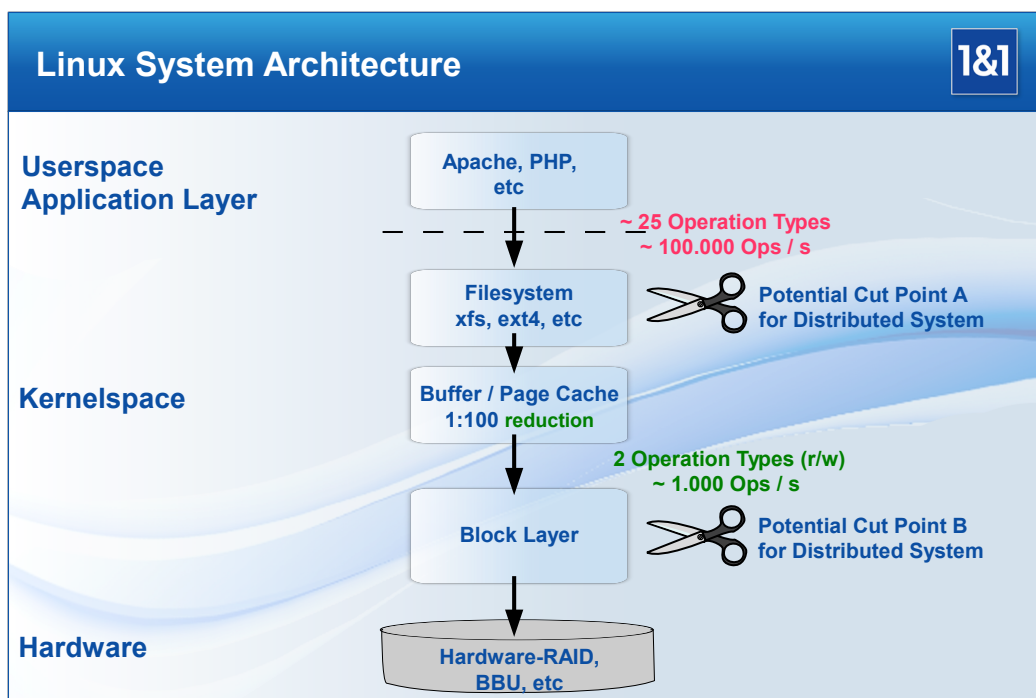 Linux System Architecture
1&1
Userspace
Application Layer
Apache, PHP,
etc
~ 25 Operation Types
~ 100.000 Ops / s
Filesystem
xfs, ext4, etc
Potential Cut Point A
for Distributed System
Kernelspace
Buffer / Page Cache
1:100 reduction
2 Operation Types (r/w)
~ 1.000 Ops / s
Block Layer
Potential Cut Point B
for Distributed System
Hardware
Hardware-RAID,
BBU, etc